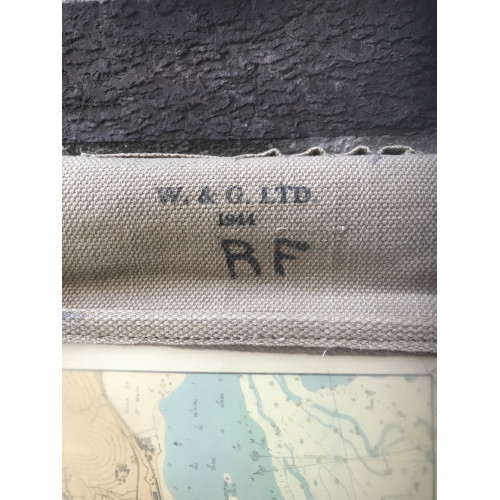 W. & G. LTD.
1944
RF